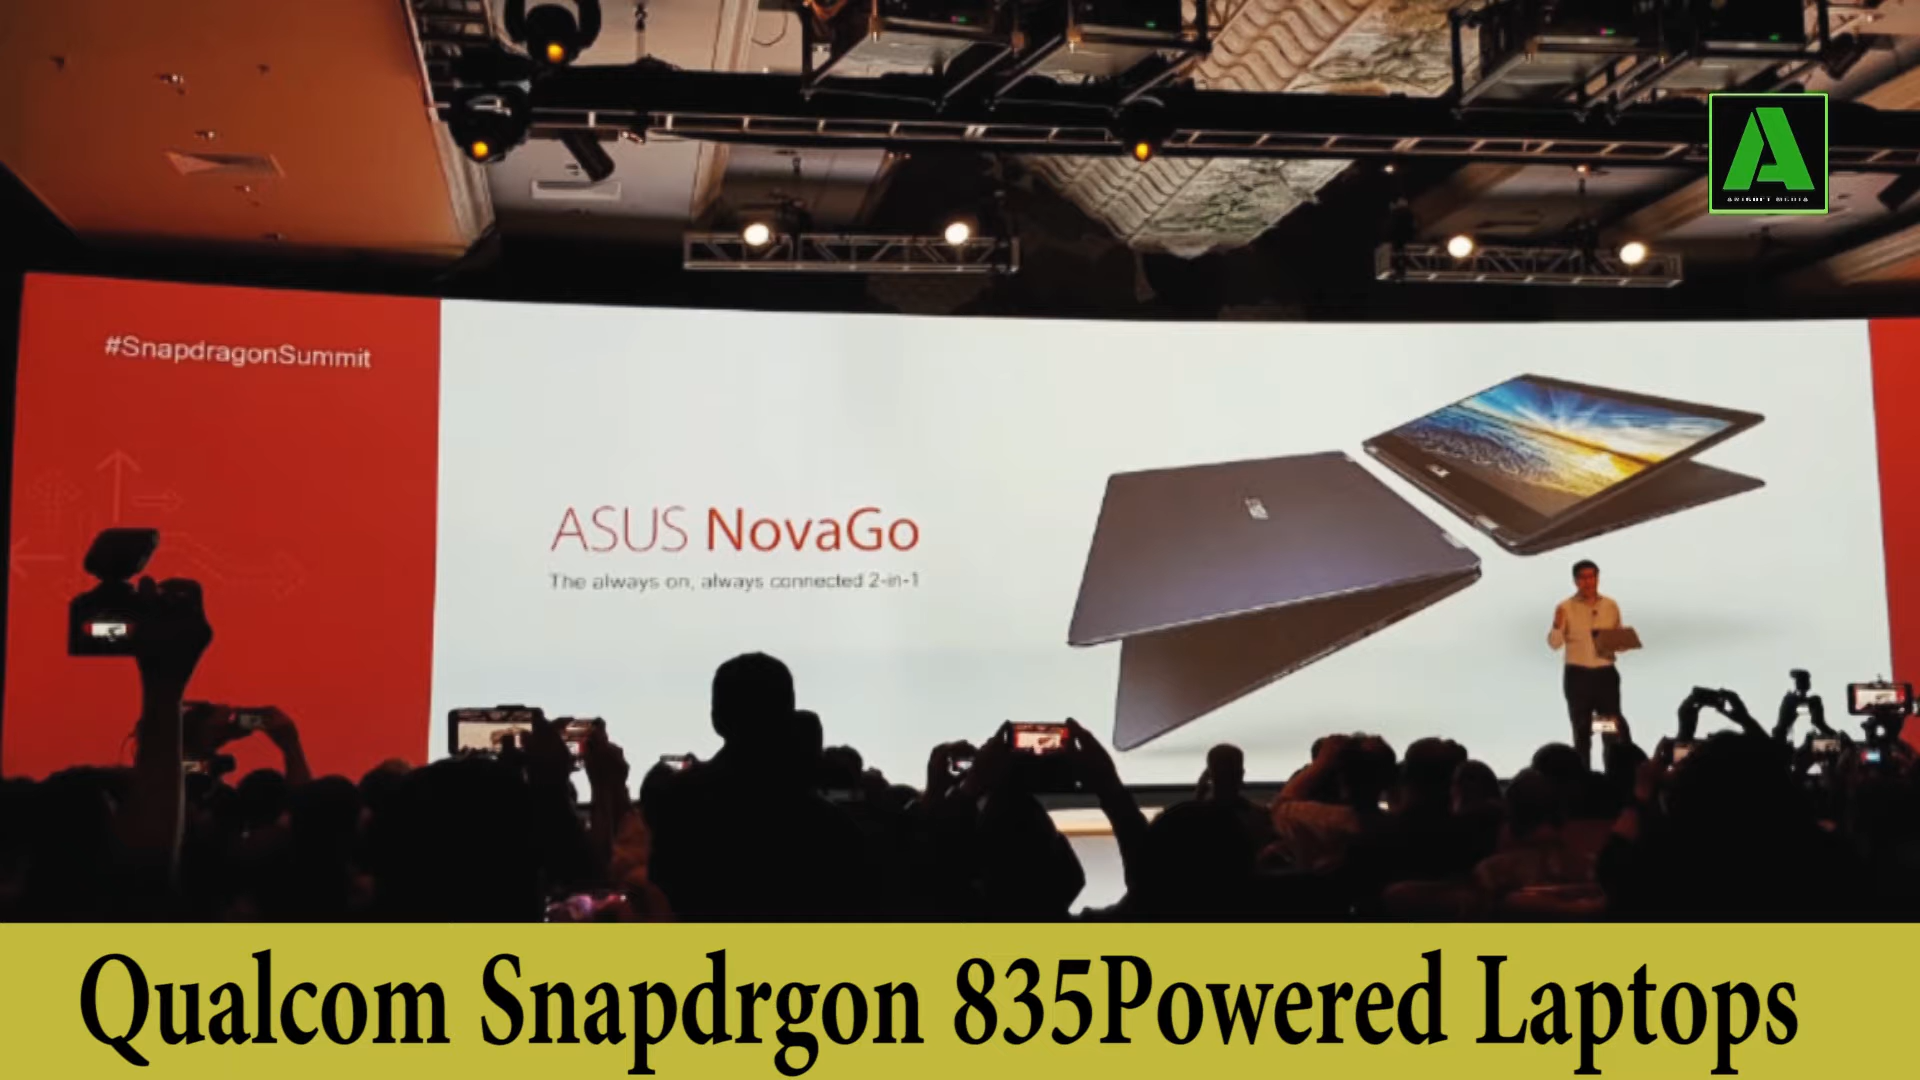 #SnapdragonSummit
ASUS NovaGo
The always on, always connected 2-in-1
Qualcom Snapdrgon 835Powered Laptops